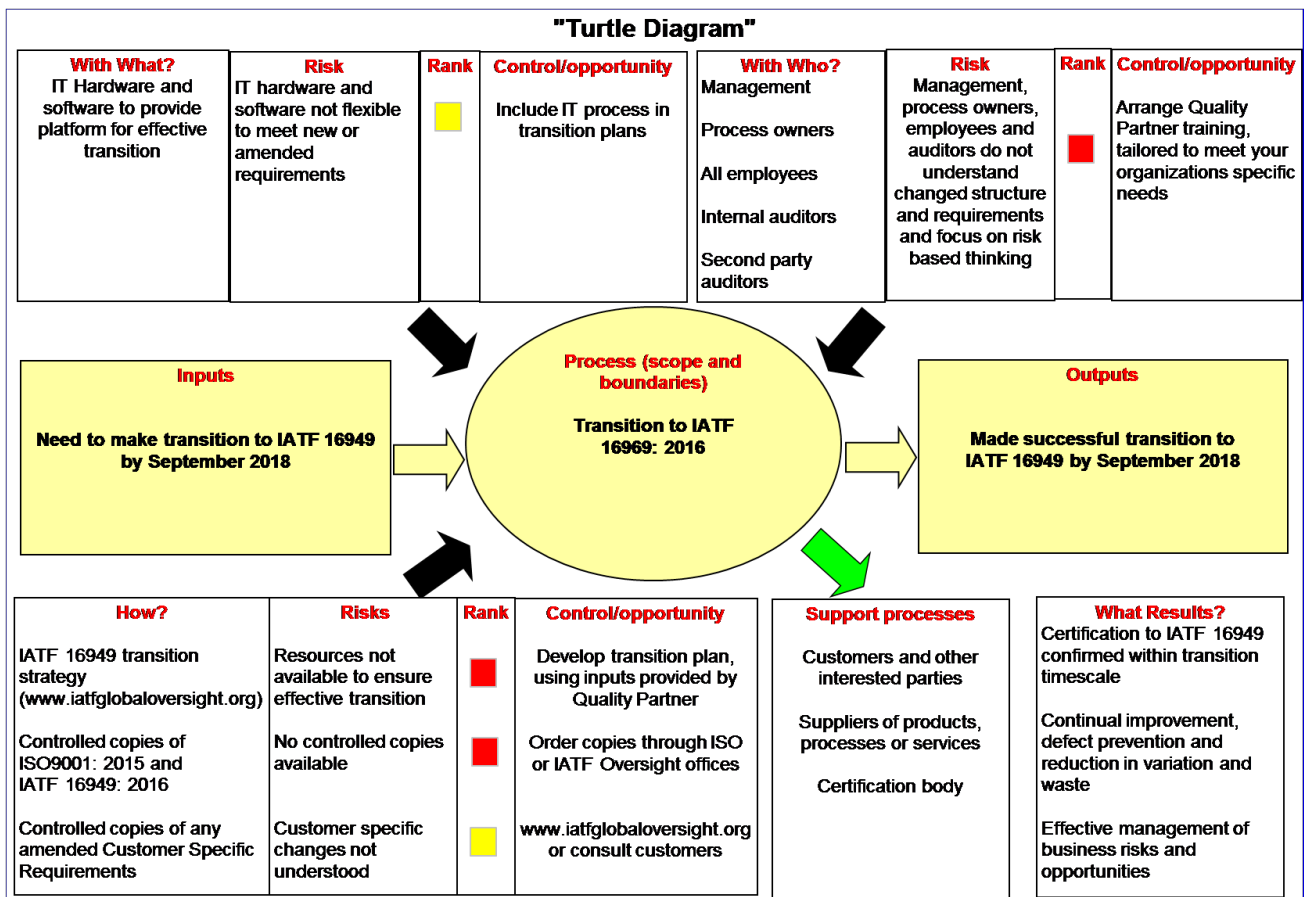 "Turtle Diagram"
With What?
IT Hardware and
software to provide
platform for effective
transition
Risk
IT hardware and
software not flexible
to meet new or
amended
requirements
Rank
Control/opportunity
Include IT process in
transition plans
With Who?
Management
Process owners
All employees
Internal auditors
Second party
auditors
Risk
Management,
process owners,
employees and
auditors do not
understand
changed structure
and requirements
and focus on risk
based thinking
Rank
Control/opportunity
Arrange Quality
Partner training,
tailored to meet your
organizations specific
needs
Inputs
Need to make transition to IATF 16949
by September 2018
Process (scope and
boundaries)
Transition to IATF
16969: 2016
Outputs
Made successful transition to
IATF 16949 by September 2018
How?
IATF 16949 transition
strategy
(www.iatfglobaloversight.org)
Controlled copies of
ISO9001: 2015 and
IATF 16949: 2016
Controlled copies of any
amended Customer Specific
Requirements
Risks
Resources not
available to ensure
effective transition
No controlled copies
available
Customer specific
changes not
understood
Rank
Control/opportunity
Develop transition plan,
using inputs provided by
Quality Partner
Order copies through ISO
or IATF Oversight offices
www.iatfglobaloversight.org
or consult customers
Support processes
Customers and other
interested parties
Suppliers of products,
processes or services
Certification body
What Results?
Certification to IATF 16949
confirmed within transition
timescale
Continual improvement,
defect prevention and
reduction in variation and
waste
Effective management of
business risks and
opportunities